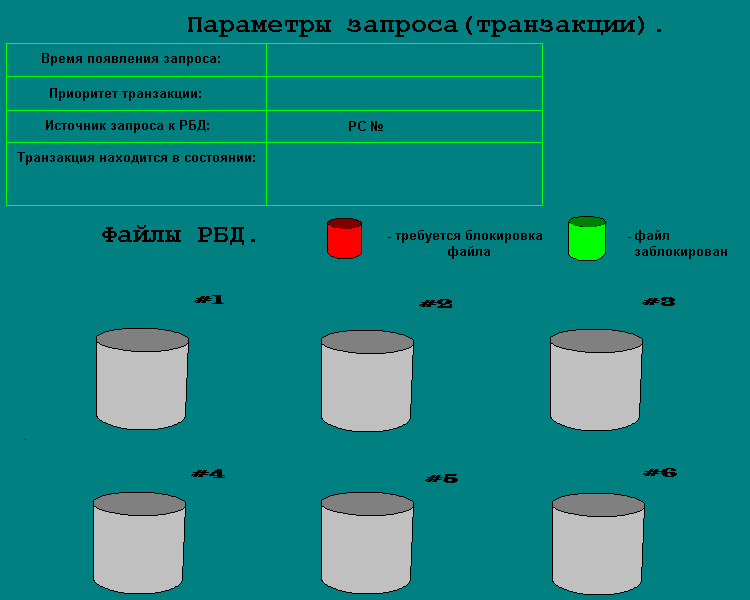 Параметры запроса(транзакции).
Время появления запроса:
Приоритет транзакции:
Источник запроса к РБД: РС №
Транзакция находится в состоянии:
Файлы РБД.
- требуется блокировка
файла
- файл
заблокирован
#1
#2
#3
#4
#5
#6